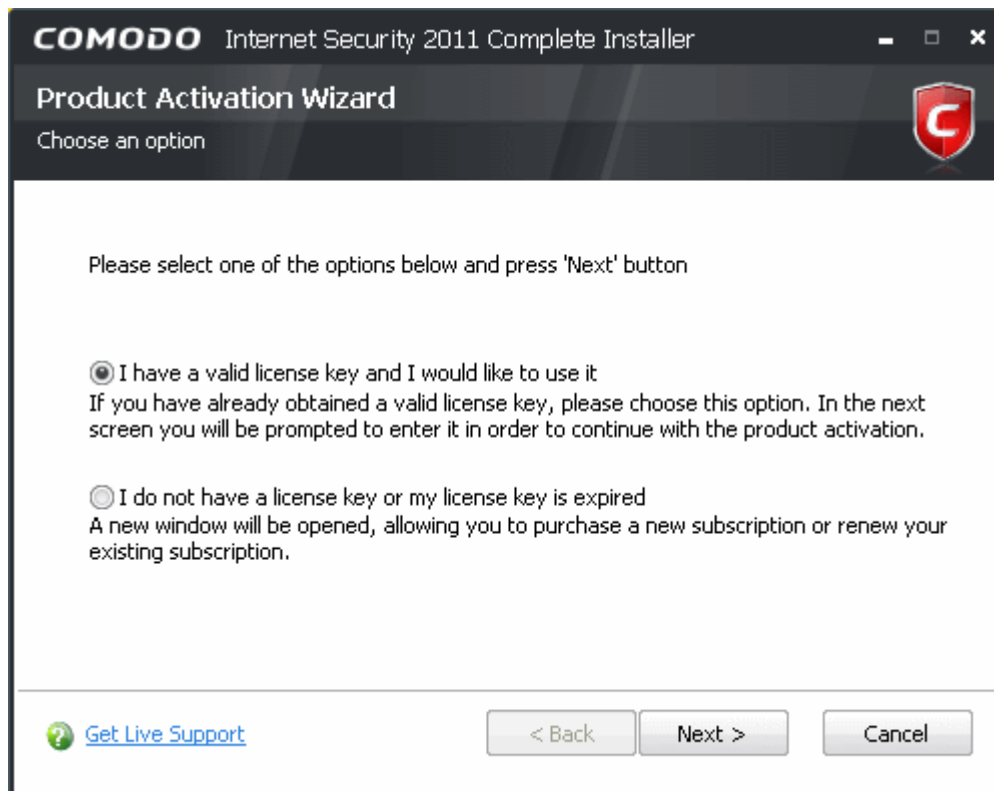 COMODO Internet Security 2011 Complete Installer
Product Activation Wizard
Choose an option
Please select one of the options below and press 'Next' button
I have a valid license key and I would like to use it
If you have already obtained a valid license key, please choose this option. In the next
screen you will be prompted to enter it in order to continue with the product activation.
I do not have a license key or my license key is expired
A new window will be opened, allowing you to purchase a new subscription or renew your
existing subscription.
Get Live Support
< Back
Next >
Cancel